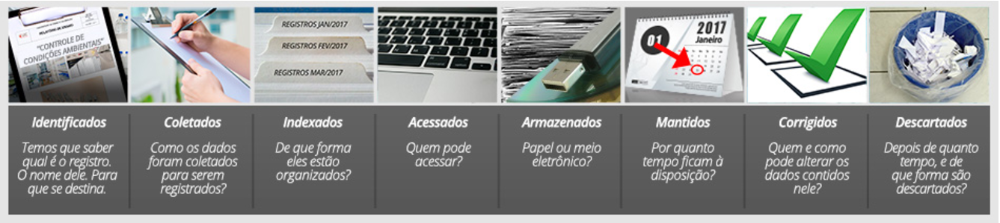 "CONTROLE DE
CONDIÇÕES AMBIENTAIS"
REGISTROS JAN/2017
REGISTROS FEV/2017
REGISTROS MAR/2017
01
2017
Janeiro
Identificados
Temos que saber
qual é o registro.
O nome dele. Para
que se destina.
Coletados
Como os dados
foram coletados
para serem
registrados?
Indexados
De que forma
eles estão
organizados?
Acessados
Quem pode
acessar?
Armazenados
Papel ou meio
eletrônico?
Mantidos
Por quanto
tempo ficam à
disposição?
Corrigidos
Quem e como
pode alterar os
dados contidos
nele?
Descartados
Depois de quanto
tempo, e de
que forma são
descartados?